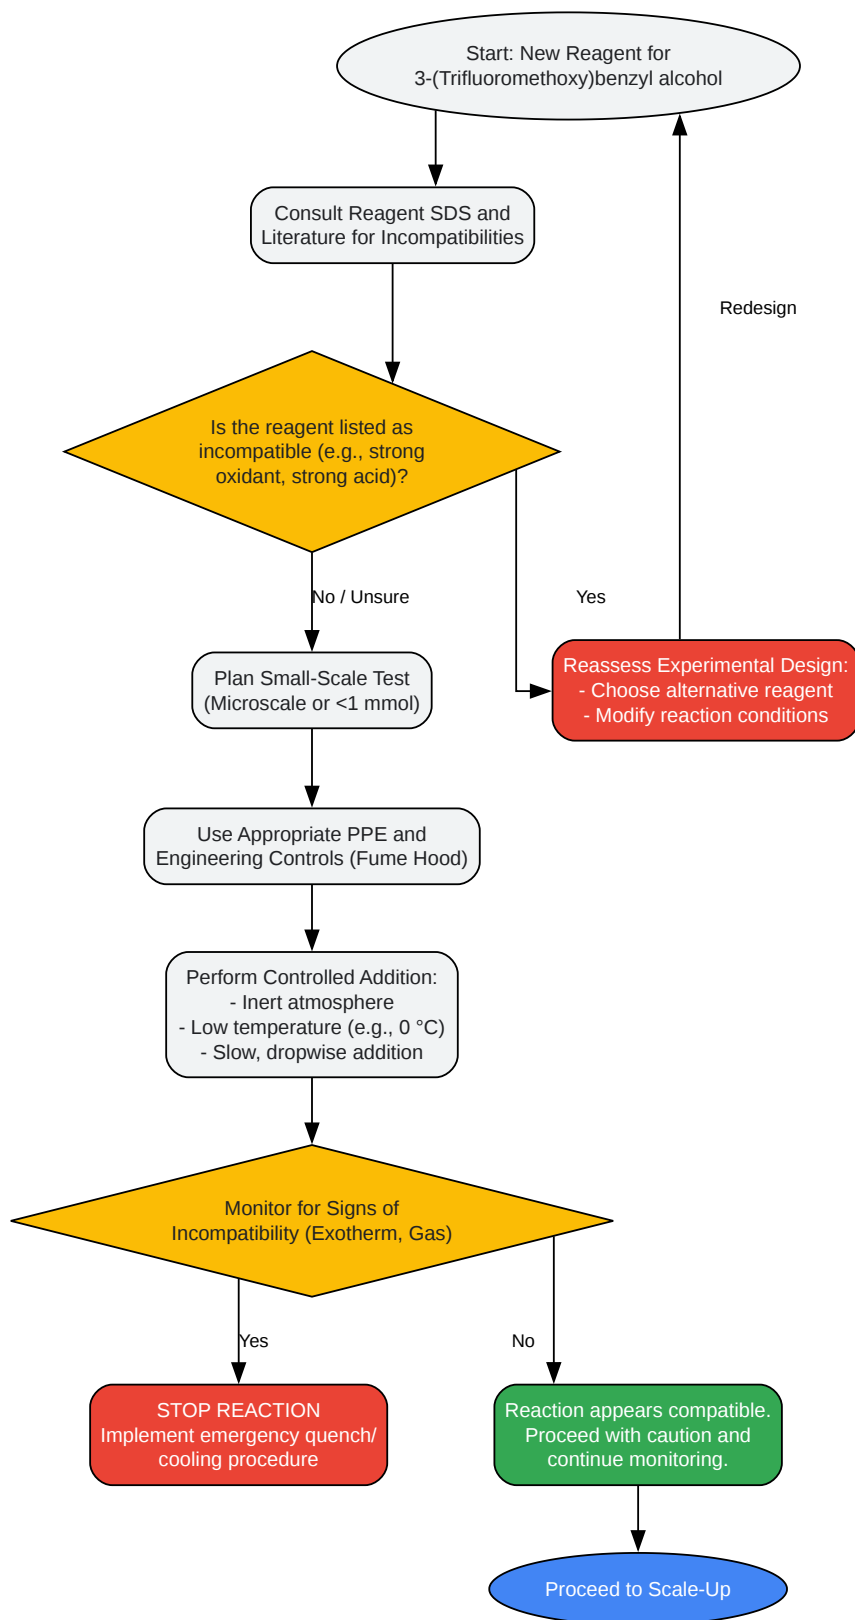 Start: New Reagent for
3-(Trifluoromethoxy)benzyl alcohol
Consult Reagent SDS and
Literature for Incompatibilities
Redesign
Is the reagent listed as
incompatible (e.g., strong
oxidant, strong acid)?
No / Unsure
Yes
Plan Small-Scale Test
(Microscale or <1 mmol)
Reassess Experimental Design:
- Choose alternative reagent
- Modify reaction conditions
Use Appropriate PPE and
Engineering Controls (Fume Hood)
Perform Controlled Addition:
- Inert atmosphere
- Low temperature (e.g., 0 °C)
- Slow, dropwise addition
Monitor for Signs of
Incompatibility (Exotherm, Gas)
Yes
No
STOP REACTION
Implement emergency quench/
cooling procedure
Reaction appears compatible.
Proceed with caution and
continue monitoring.
Proceed to Scale-Up